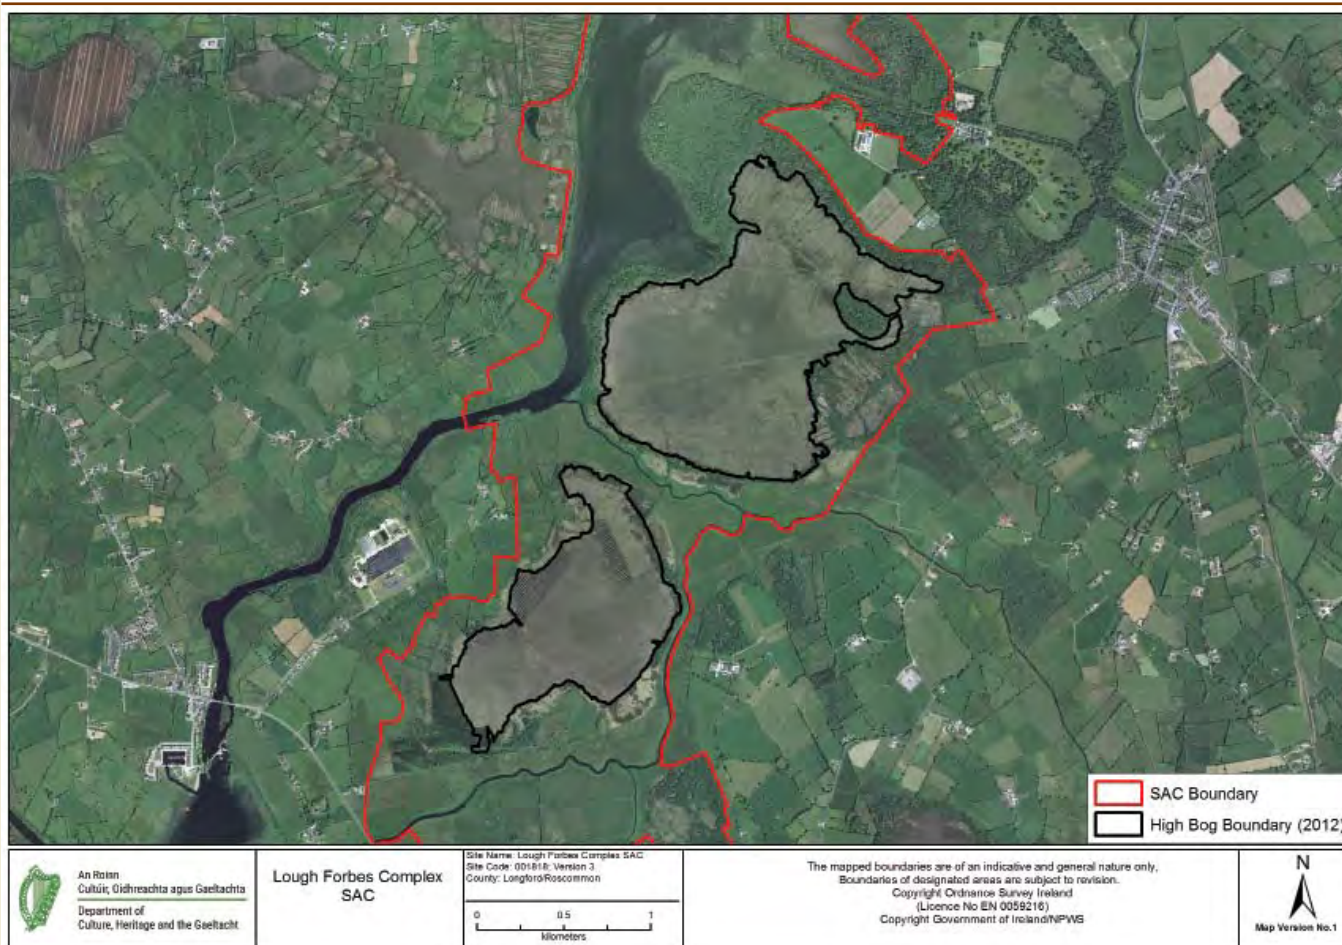 SAC Boundary
High Bog Boundary (2012)
An Roinn
Cultúir, Oidhreachta agus Gaeltachta
Department of
Culture, Heritage and the Gaeltacht
Lough Forbes Complex
SAC
Site Name: Lough Forbes Complex SAC
Site Code: 001818; Version 3
County: Longford/Roscommon
0 0.5 1
kilometers
The mapped boundaries are of an indicative and general nature only.
Boundaries of designated areas are subject to revision.
Copyright Ordnance Survey Ireland
(Licence No EN 0059216)
Copyright Government of Ireland/NPWS
N
Map Version No.1